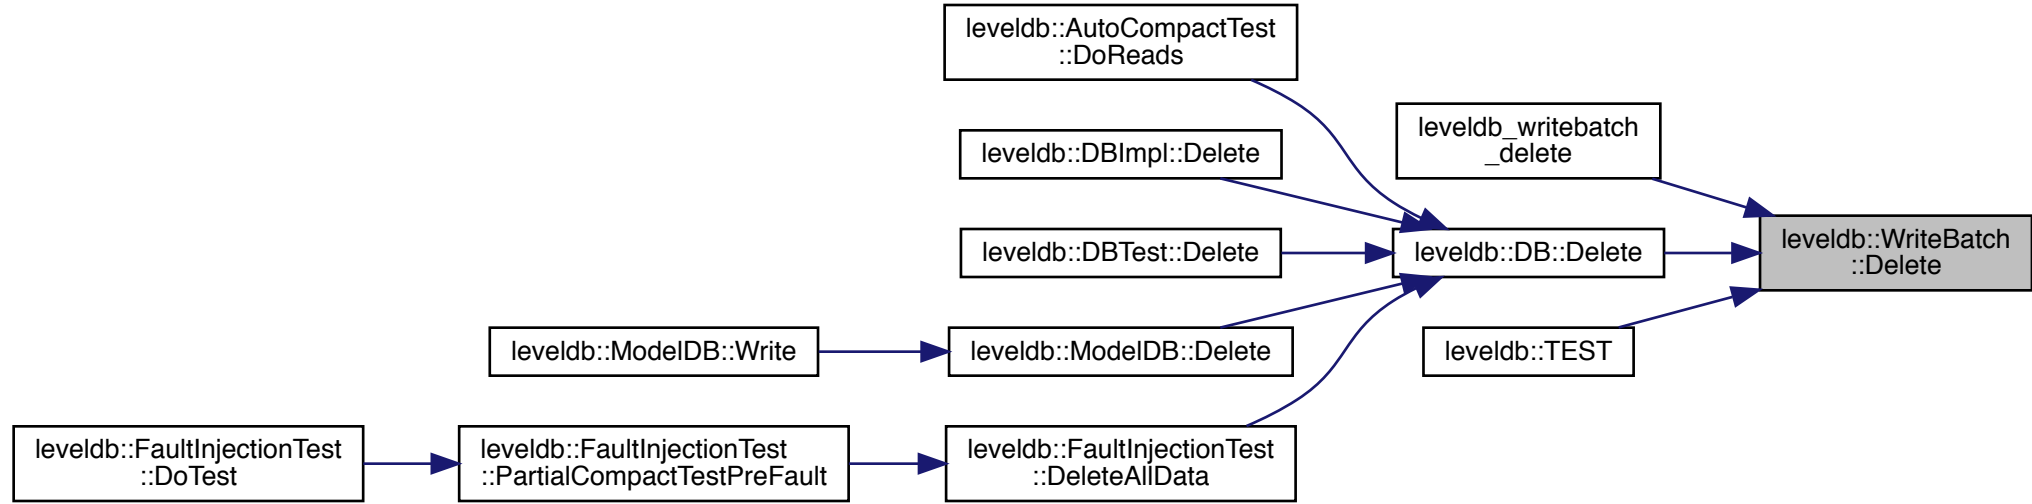 leveldb::AutoCompactTest
::DoReads
leveldb_writebatch
_delete
leveldb::DBImpl::Delete
leveldb::WriteBatch
::Delete
leveldb::DBTest::Delete
leveldb::DB::Delete
leveldb::ModelDB::Write
leveldb::ModelDB::Delete
leveldb::TEST
leveldb::FaultInjectionTest
::DoTest
leveldb::FaultInjectionTest
::PartialCompactTestPreFault
leveldb::FaultInjectionTest
::DeleteAllData